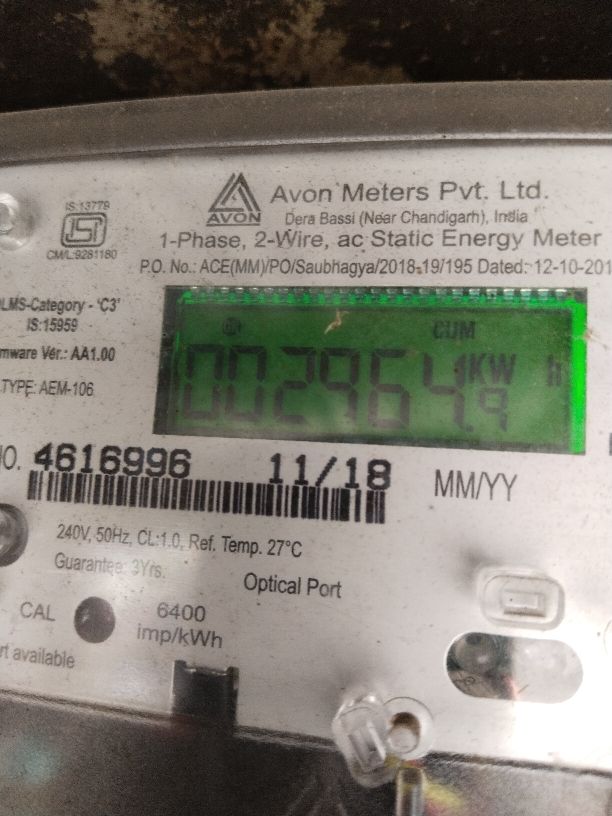 IS:13779
ISI
CM/L:9281180
AVON
Avon Meters Pvt. Ltd.
Dera Bassi (Near Chandigarh), India
1-Phase, 2-Wire, ac Static Energy Meter
P.O. No.: ACE(MM)/PO/Saubhagya/2018-19/195 Dated:- 12-10-201
DLMS-Category - 'C3'
IS:15959
mware Ver.: AA1.00
TYPE: AEM-106
CUM
002964.9 KW h
NO. 4616996 11/18 MM/YY
240V, 50Hz, CL:1.0, Ref. Temp. 27°C
Guarantee: 3Yrs.
Optical Port
CAL
6400
imp/kWh
rt available